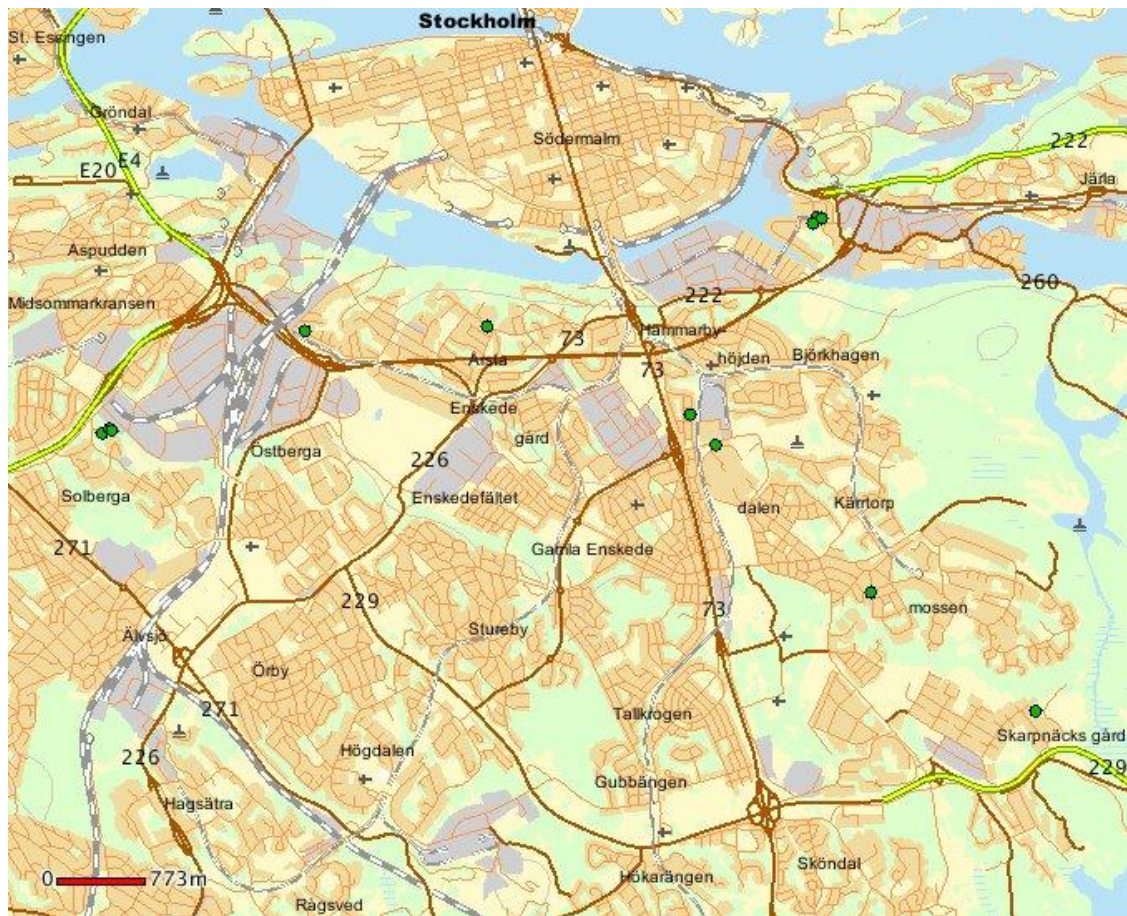 Stockholm
St. Essingen
Gröndal
Södermalm
222
E4
E20
Järla
Aspudden
260
Midsommarkransen
222
Hammarby-
73
höjden
Björkhagen
Årsta
73
Enskede
gård
Östberga
226
Solberga
Enskedefältet
dalen
Kärrtorp
271
Gamla Enskede
229
73
mossen
Stureby
Älvsjö
Örby
271
Tallkrogen
Skarpnäcks gård
Högdalen
226
229
Gubbängen
Hagsätra
Sköndal
0 773m
Hökarängen
Rågsved